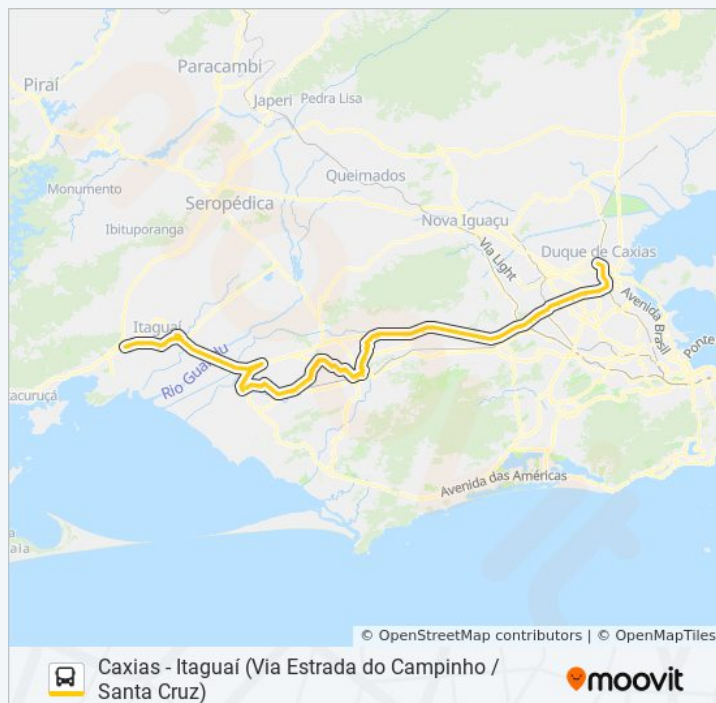 Paracambi
Piraí
Japeri
Pedra Lisa
Queimados
Monumento
Seropédica
Nova Iguaçu
Ibituporanga
Via Light
Duque de Caxias
Avenida Brasil
Itaguaí
Ponte
Rio Guandu
acuruçá
Avenida das Américas
a
ala
© OpenStreetMap contributors | © OpenMapTiles
Caxias - Itaguaí (Via Estrada do Campinho /
Santa Cruz)
moovit